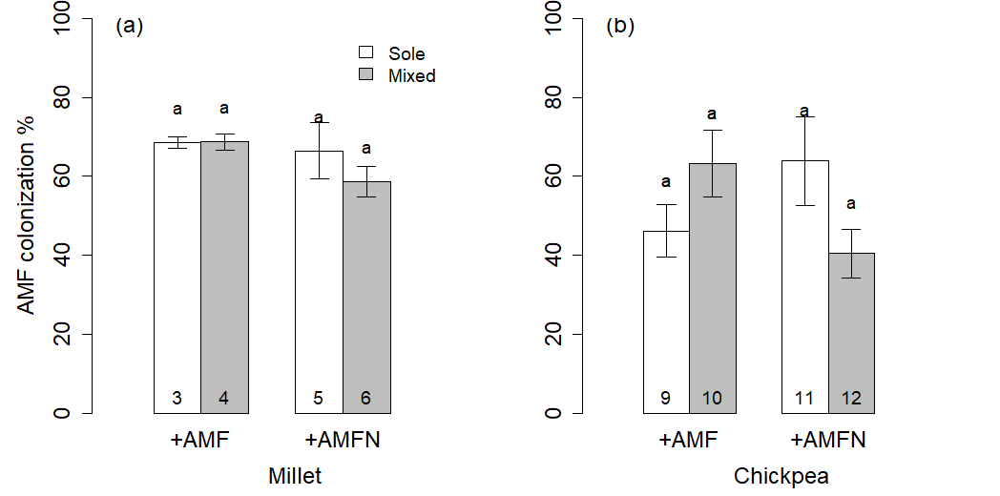 (a)
Sole
Mixed
AMF colonization %
100
80
60
40
20
0
a
a
a
a
3
4
5
6
+AMF
+AMFN
Millet
(b)
100
80
60
40
20
0
a
a
a
a
9
10
11
12
+AMF
+AMFN
Chickpea